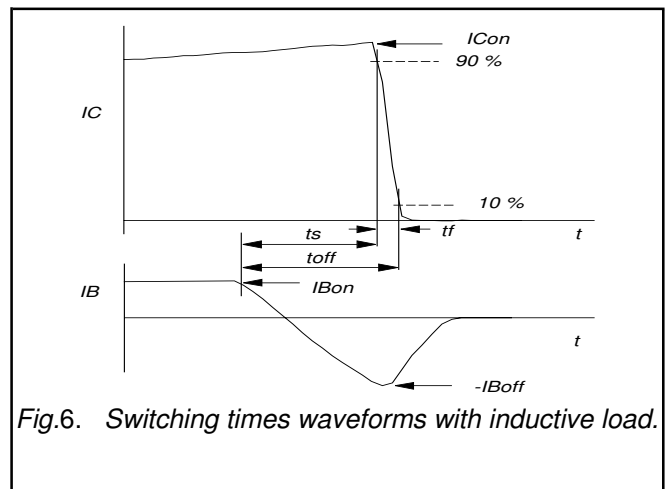 ICon
90 %
IC
10 %
ts
tf
t
toff
IB
IBon
t
-IBoff
Fig.6. Switching times waveforms with inductive load.